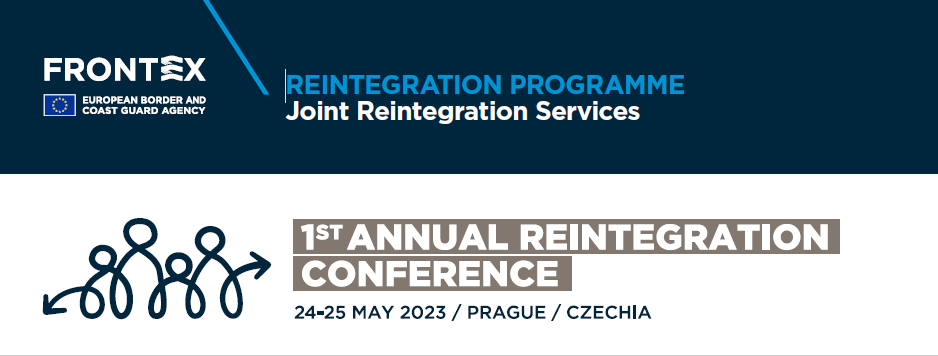 FRONTEX
EUROPEAN BORDER AND
COAST GUARD AGENCY
REINTEGRATION PROGRAMME
Joint Reintegration Services
1ST ANNUAL REINTEGRATION
CONFERENCE
24-25 MAY 2023 / PRAGUE / CZECHIA